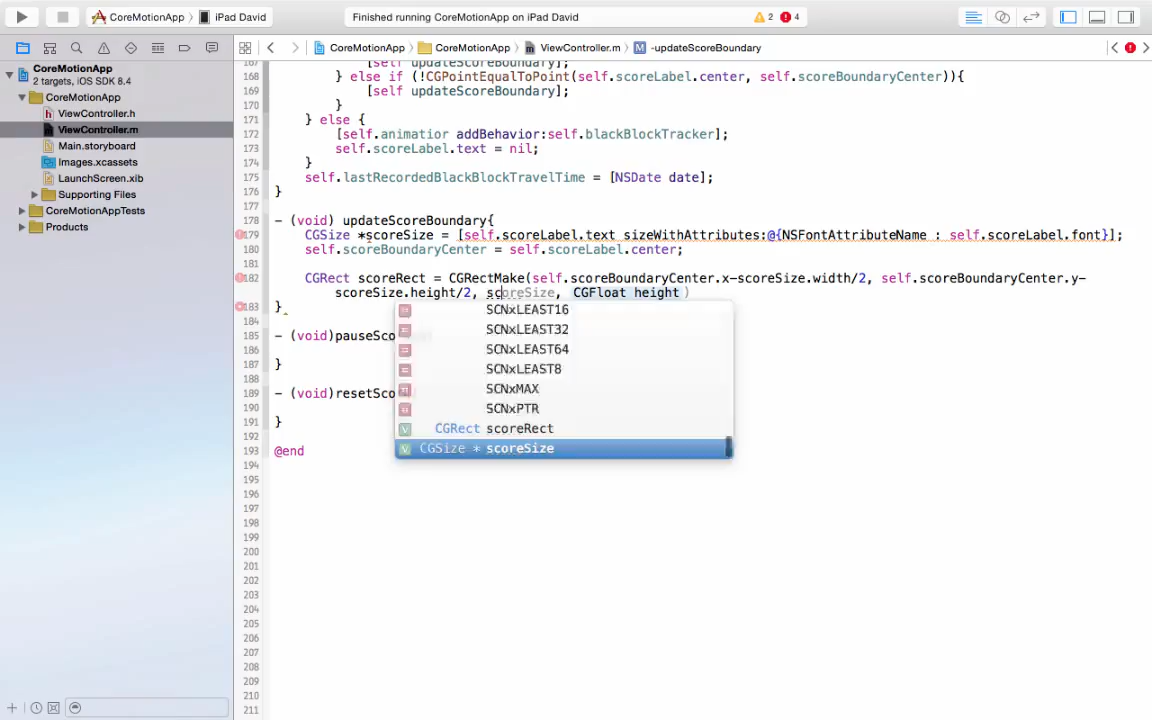 CoreMotionApp
iPad David
Finished running CoreMotionApp on iPad David
2
4
CoreMotionApp
CoreMotionApp
ViewController.m
-updateScoreBoundary
CoreMotionApp
2 targets, iOS SDK 8.4
CoreMotionApp
ViewController.h
ViewController.m
Main.storyboard
Images.xcassets
LaunchScreen.xib
Supporting Files
CoreMotionAppTests
Products
167 [self updateScoreBoundary];
168 } else if (!CGPointEqualToPoint(self.scoreLabel.center, self.scoreBoundaryCenter)){
169 [self updateScoreBoundary];
170 }
171 } else {
172 [self.animatior addBehavior:self.blackBlockTracker];
173 self.scoreLabel.text = nil;
174 }
175 self.lastRecordedBlackBlockTravelTime = [NSDate date];
176 }
177
178 - (void) updateScoreBoundary{
179 CGSize *scoreSize = [self.scoreLabel.text sizeWithAttributes:@{NSFontAttributeName : self.scoreLabel.font}];
180 self.scoreBoundaryCenter = self.scoreLabel.center;
181
182 CGRect scoreRect = CGRectMake(self.scoreBoundaryCenter.x-scoreSize.width/2, self.scoreBoundaryCenter.y-
scoreSize.height/2, scoreSize, CGFloat height)
183 }
184
185 - (void)pauseSco
186
187 }
188
189 - (void)resetSco
190
191 }
192
193 @end
194
195
196
197
198
199
200
201
202
203
204
205
206
207
208
209
210
211
SCNxLEAST16
SCNxLEAST32
SCNxLEAST64
SCNxLEAST8
SCNxMAX
SCNxPTR
V CGRect scoreRect
V CGSize * scoreSize